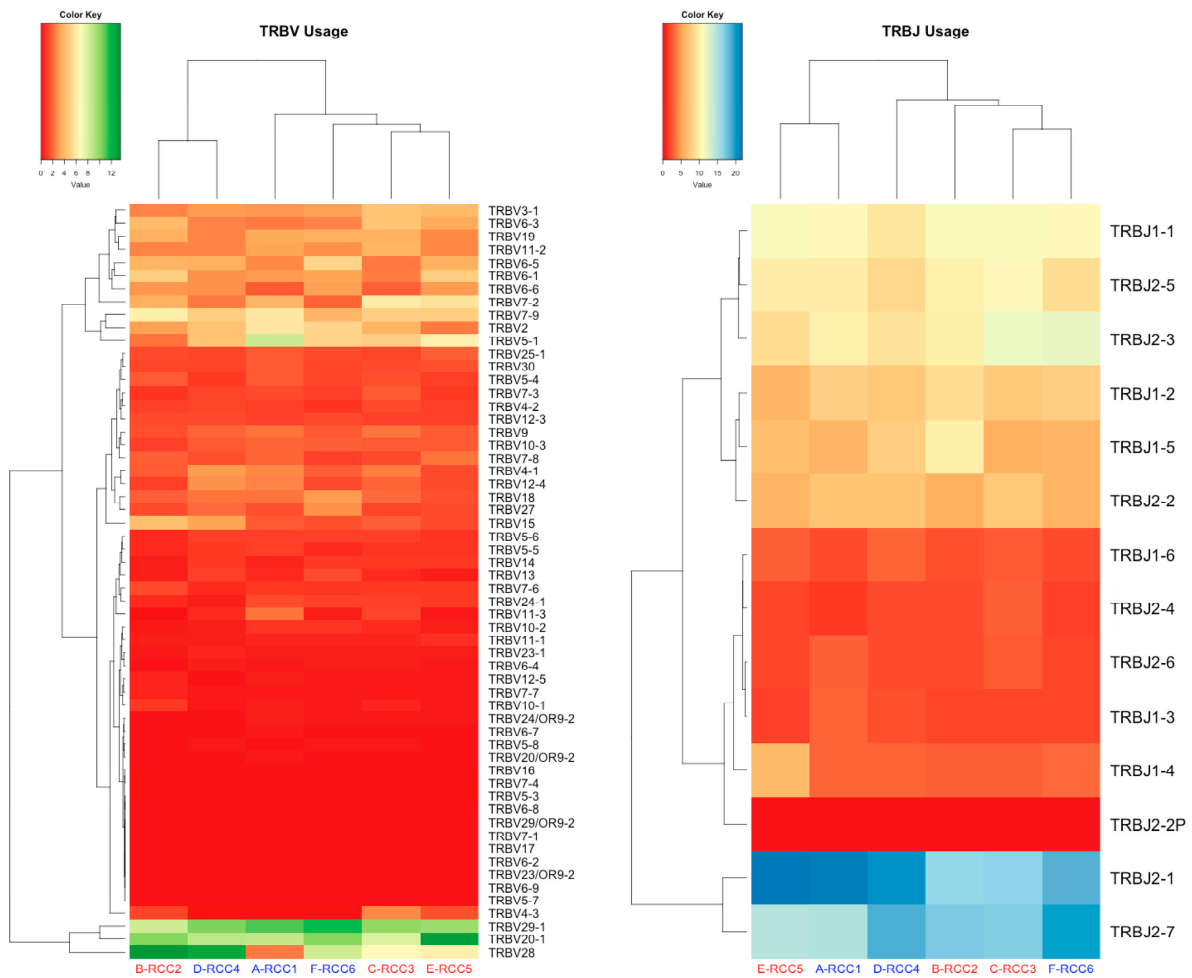 Color Key
TRBV Usage
0 2 4 6 8 12
Value
TRBV3-1
TRBV6-3
TRBV19
TRBV11-2
TRBV6-5
TRBV6-1
TRBV6-6
TRBV7-2
TRBV7-9
TRBV2
TRBV5-1
TRBV25-1
TRBV30
TRBV5-4
TRBV7-3
TRBV4-2
TRBV12-3
TRBV9
TRBV10-3
TRBV7-8
TRBV4-1
TRBV12-4
TRBV18
TRBV27
TRBV15
TRBV5-6
TRBV5-5
TRBV14
TRBV13
TRBV7-6
TRBV24-1
TRBV11-3
TRBV10-2
TRBV11-1
TRBV23-1
TRBV6-4
TRBV12-5
TRBV7-7
TRBV10-1
TRBV24/OR9-2
TRBV6-7
TRBV5-8
TRBV20/OR9-2
TRBV16
TRBV7-4
TRBV5-3
TRBV6-8
TRBV29/OR9-2
TRBV7-1
TRBV17
TRBV6-2
TRBV23/OR9-2
TRBV6-9
TRBV5-7
TRBV4-3
TRBV29-1
TRBV20-1
TRBV28
B-RCC2 D-RCC4 A-RCC1 F-RCC6 C-RCC3 E-RCC5
Color Key
TRBJ Usage
0 5 10 15 20
Value
TRBJ1-1
TRBJ2-5
TRBJ2-3
TRBJ1-2
TRBJ1-5
TRBJ2-2
TRBJ1-6
TRBJ2-4
TRBJ2-6
TRBJ1-3
TRBJ1-4
TRBJ2-2P
TRBJ2-1
TRBJ2-7
E-RCC5 A-RCC1 D-RCC4 B-RCC2 C-RCC3 F-RCC6